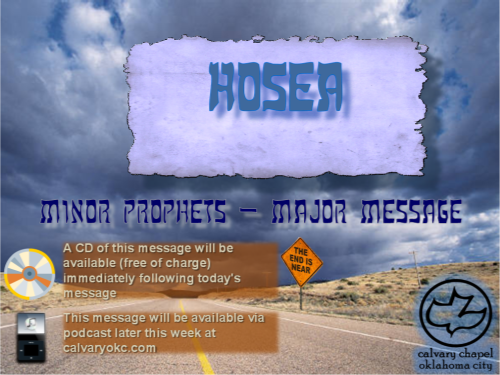 HOSEA
MINOR PROPHETS – MAJOR MESSAGE
A CD of this message will be
available (free of charge)
immediately following today's
message
This message will be available via
podcast later this week at
calvaryokc.com
THE
END IS
NEAR
calvary chapel
oklahoma city